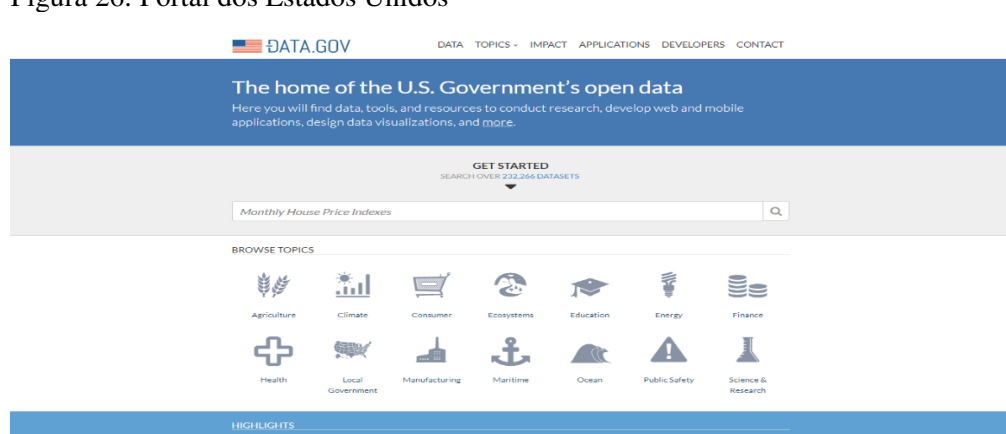 Figura 26: Portal dos Estados Unidos
DATA.GOV
DATA TOPICS IMPACT APPLICATIONS DEVELOPERS CONTACT
The home of the U.S. Government's open data
Here you will find data, tools, and resources to conduct research, develop web and mobile
applications, design data visualizations, and more.
GET STARTED
SEARCH OVER 232,266 DATASETS
Monthly House Price Indexes
BROWSE TOPICS
Agriculture Climate Consumer Ecosystems Education Energy Finance
Health Local Government Manufacturing Maritime Ocean Public Safety Science & Research
HIGHLIGHTS